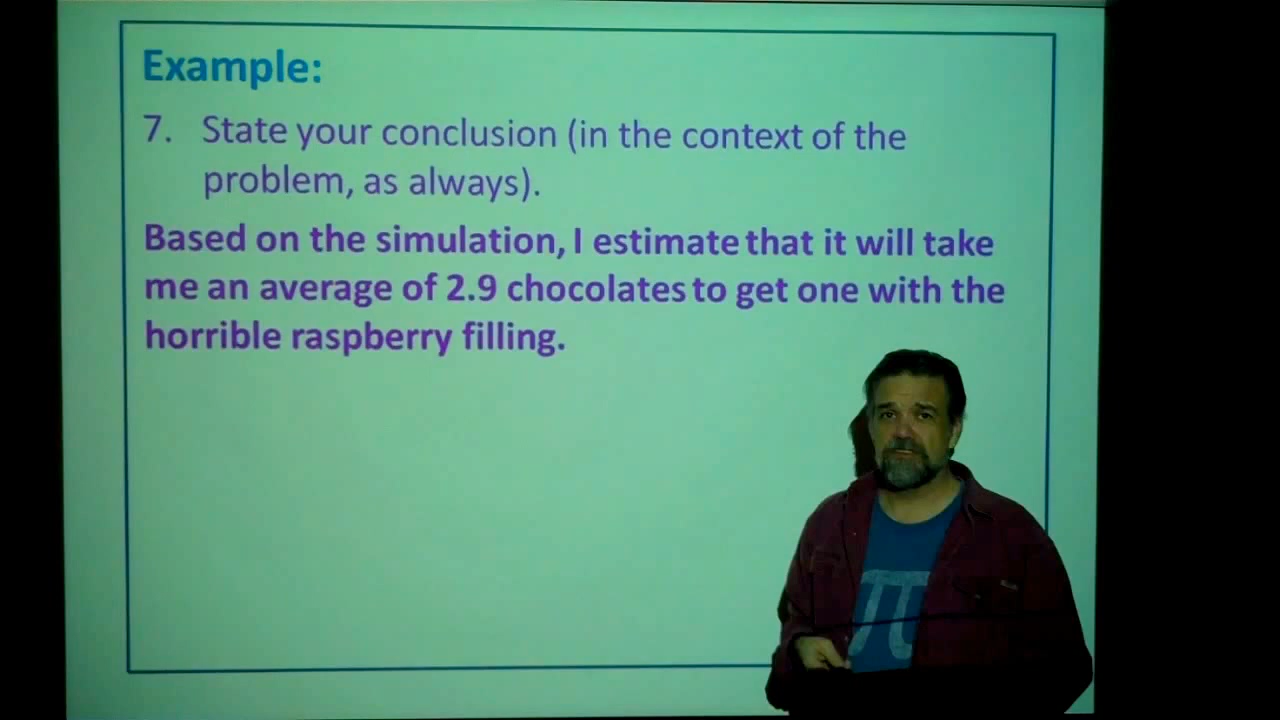 Example:
7. State your conclusion (in the context of the
problem, as always).
Based on the simulation, I estimate that it will take
me an average of 2.9 chocolates to get one with the
horrible raspberry filling.
π